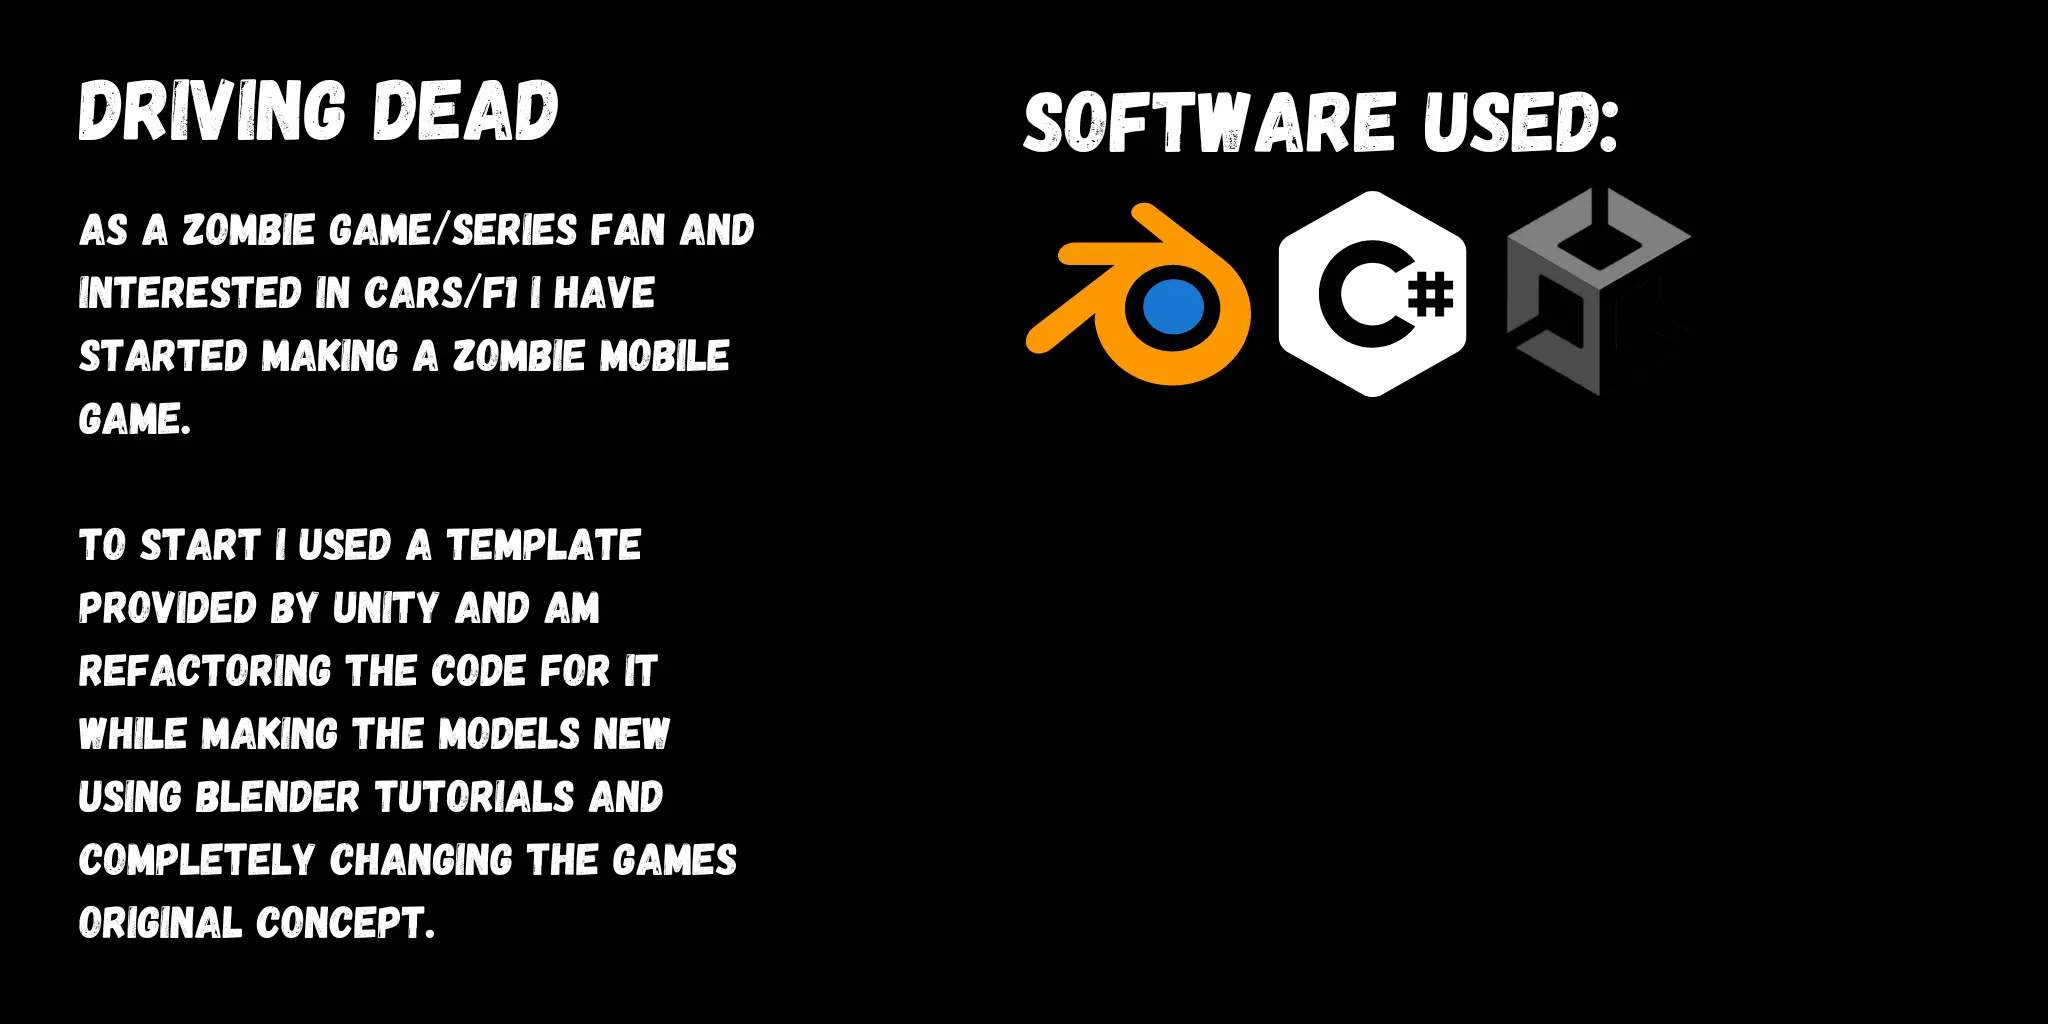 DRIVING DEAD
AS A ZOMBIE GAME/SERIES FAN AND
INTERESTED IN CARS/F1 I HAVE
STARTED MAKING A ZOMBIE MOBILE
GAME.
TO START I USED A TEMPLATE
PROVIDED BY UNITY AND AM
REFACTORING THE CODE FOR IT
WHILE MAKING THE MODELS NEW
USING BLENDER TUTORIALS AND
COMPLETELY CHANGING THE GAMES
ORIGINAL CONCEPT.
SOFTWARE USED:
C#